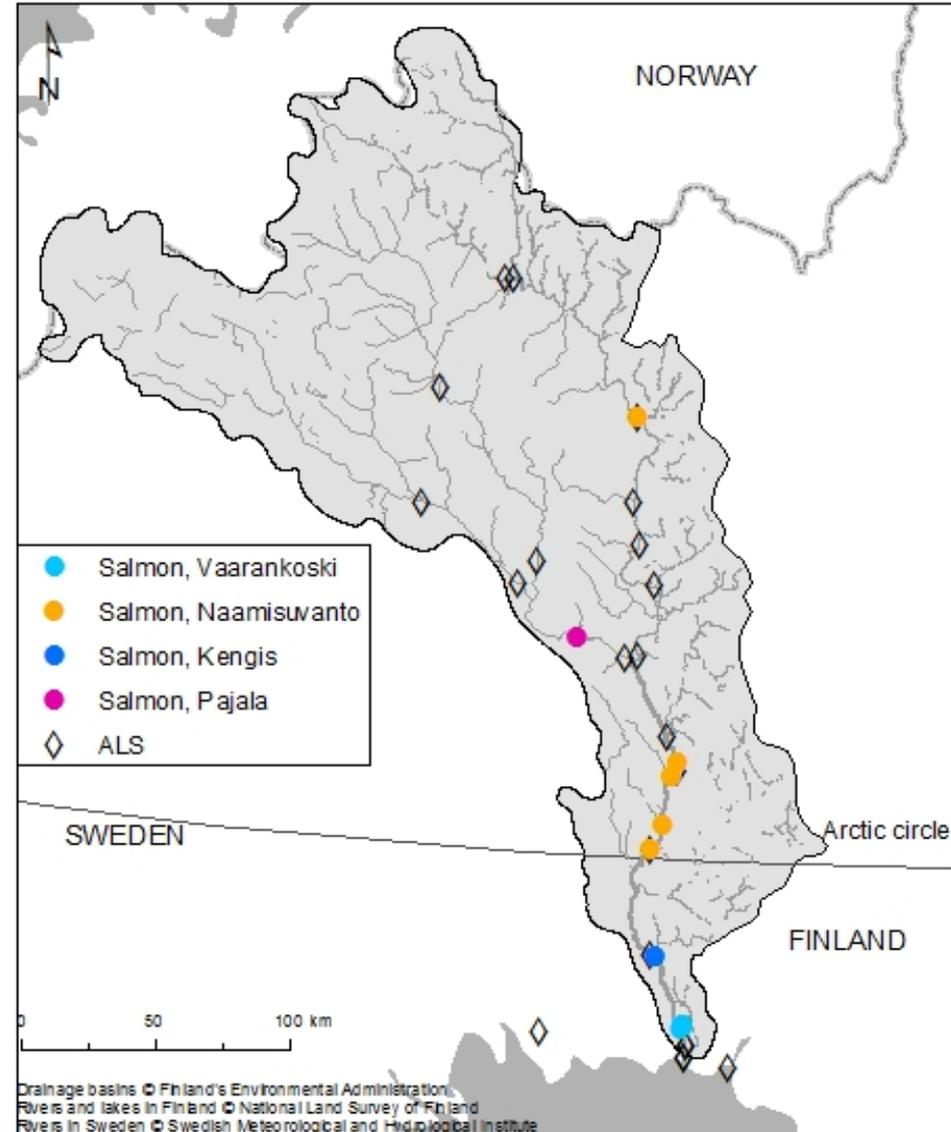 N
NORWAY
Salmon, Vaarankoski
Salmon, Naamisuvanto
Salmon, Kengis
Salmon, Pajala
ALS
SWEDEN
Arctic circle
FINLAND
0 50 100 km
Drainage basins © Finland's Environmental Administration
Rivers and lakes in Finland © National Land Survey of Finland
Rivers in Sweden © Swedish Meteorological and Hydrological Institute